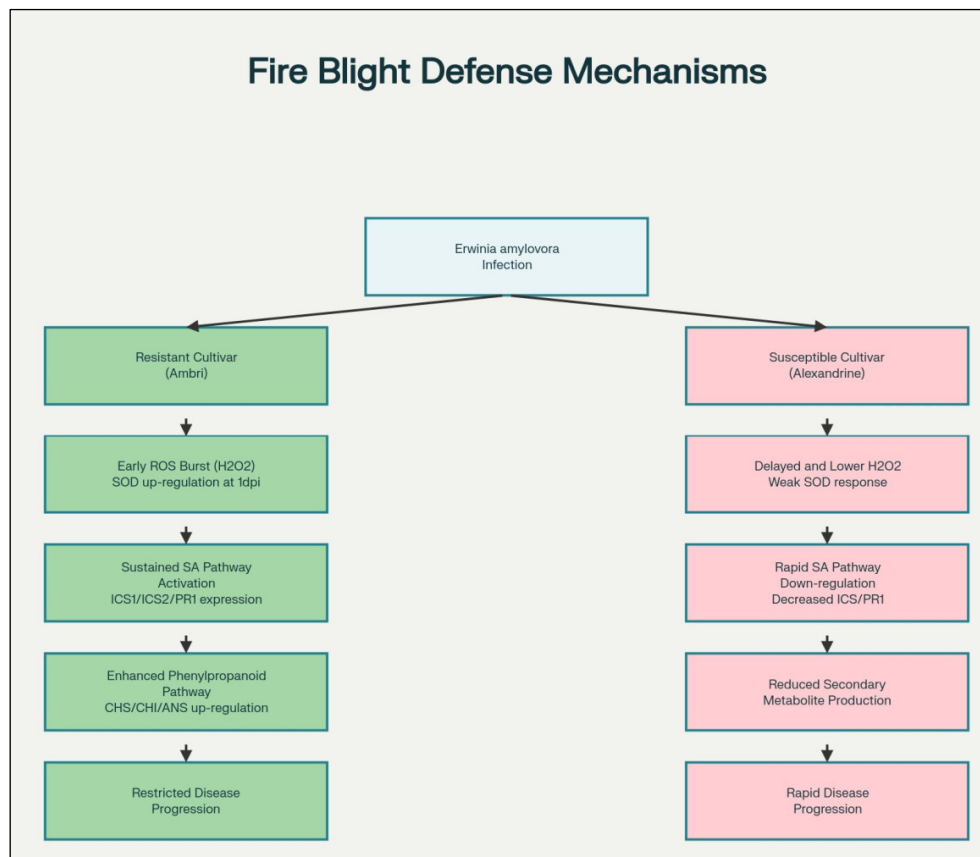 Fire Blight Defense Mechanisms
Erwinia amylovora
Infection
Resistant Cultivar
(Ambri)
Early ROS Burst (H2O2)
SOD up-regulation at 1dpi
Sustained SA Pathway
Activation
ICS1/ICS2/PR1 expression
Enhanced Phenylpropanoid
Pathway
CHS/CHI/ANS up-regulation
Restricted Disease
Progression
Susceptible Cultivar
(Alexandrine)
Delayed and Lower H2O2
Weak SOD response
Rapid SA Pathway
Down-regulation
Decreased ICS/PR1
Reduced Secondary
Metabolite Production
Rapid Disease
Progression